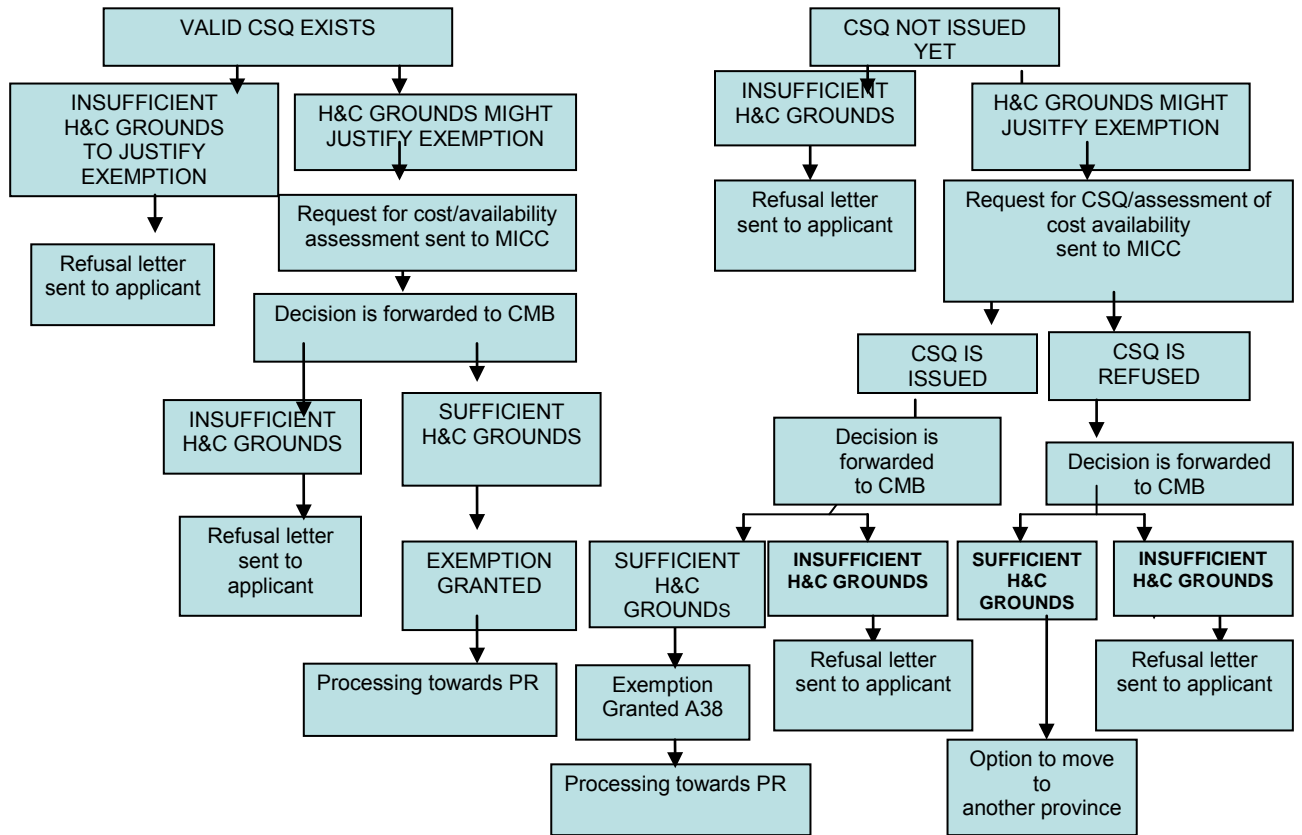 VALID CSQ EXISTS
INSUFFICIENT
H&C GROUNDS
TO JUSTIFY
EXEMPTION
H&C GROUNDS MIGHT
JUSTIFY EXEMPTION
Refusal letter
sent to applicant
Request for cost/availability
assessment sent to MICC
Decision is forwarded to CMB
INSUFFICIENT
H&C GROUNDS
SUFFICIENT
H&C GROUNDS
Refusal letter
sent to
applicant
EXEMPTION
GRANTED
Processing towards PR
CSQ NOT ISSUED
YET
INSUFFICIENT
H&C GROUNDS
H&C GROUNDS MIGHT
JUSITFY EXEMPTION
Refusal letter
sent to applicant
Request for CSQ/assessment of
cost availability
sent to MICC
CSQ IS
ISSUED
CSQ IS
REFUSED
Decision is
forwarded
to CMB
Decision is forwarded
to CMB
SUFFICIENT
H&C
GROUNDs
INSUFFICIENT
H&C GROUNDS
SUFFICIENT
H&C
GROUNDS
INSUFFICIENT
H&C GROUNDS
Exemption
Granted A38
Refusal letter
sent to applicant
Refusal letter
sent to applicant
Processing towards PR
Option to move
to
another province